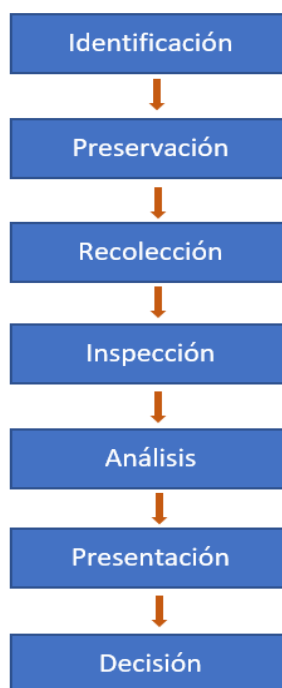 Identificación
Preservación
Recolección
Inspección
Análisis
Presentación
Decisión